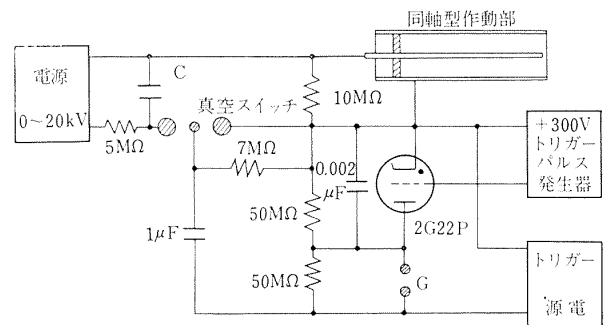 同軸型作動部
電源
0～20kV
C
真空スイッチ
10MΩ
5MΩ
7MΩ
0.002
μF
+300V
トリガー
パルス
発生器
50MΩ
2G22P
1μF
50MΩ
G
トリガー
源電